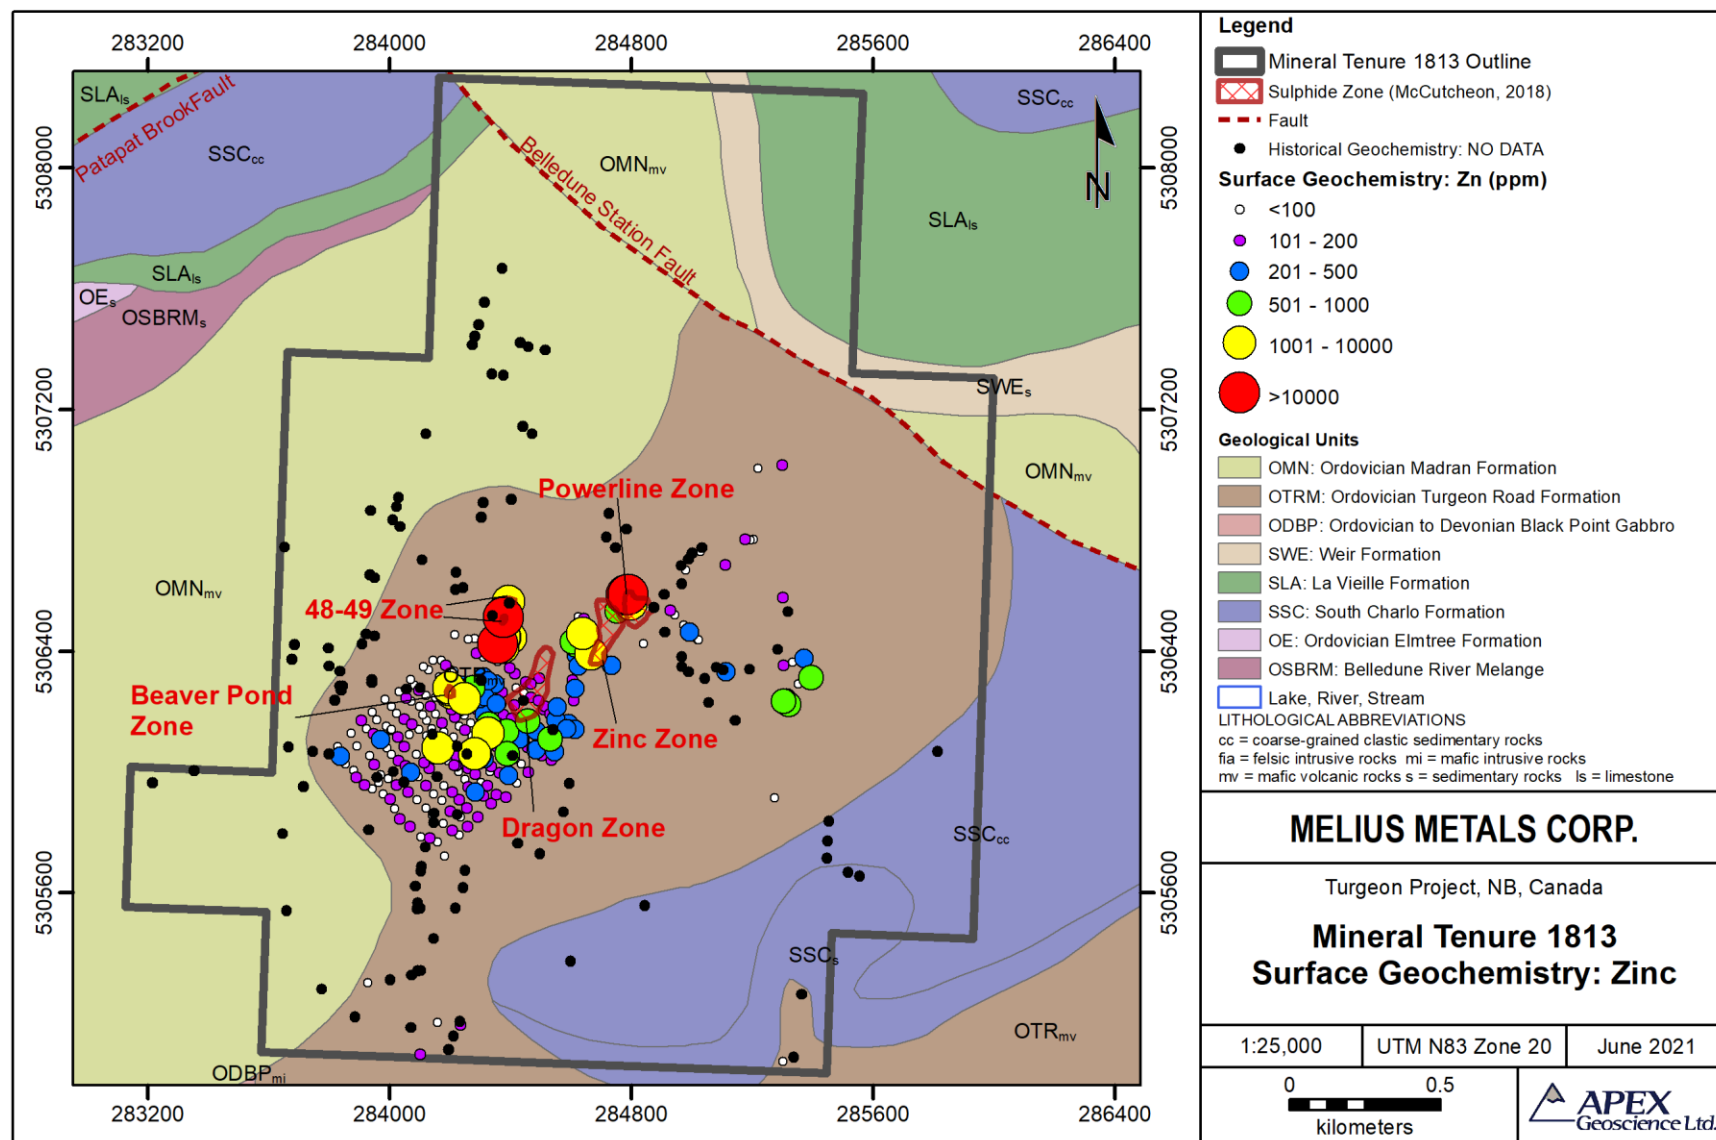 283200 284000 284800 285600 286400
SLAls
Patapat BrookFault
SSCcc
SSCcc
Belledune Station Fault
OMNmv
SLAls
N
5308000
5308000
SLAls
OEs
OSBRMs
SWEs
5307200
5307200
OMNmv
Powerline Zone
OMNmv
48-49 Zone
5306400
5306400
Beaver Pond
Zone
Zinc Zone
Dragon Zone
SSCcc
5305600
5305600
SSCs
OTRmv
ODBPmi
283200 284000 284800 285600 286400
Legend
Mineral Tenure 1813 Outline
Sulphide Zone (McCutcheon, 2018)
Fault
Historical Geochemistry: NO DATA
Surface Geochemistry: Zn (ppm)
<100
101 - 200
201 - 500
501 - 1000
1001 - 10000
>10000
Geological Units
OMN: Ordovician Madran Formation
OTRM: Ordovician Turgeon Road Formation
ODBP: Ordovician to Devonian Black Point Gabbro
SWE: Weir Formation
SLA: La Vieille Formation
SSC: South Charlo Formation
OE: Ordovician Elmtree Formation
OSBRM: Belledune River Melange
Lake, River, Stream
LITHOLOGICAL ABBREVIATIONS
cc = coarse-grained clastic sedimentary rocks
fia = felsic intrusive rocks mi = mafic intrusive rocks
mv = mafic volcanic rocks s = sedimentary rocks ls = limestone
MELIUS METALS CORP.
Turgeon Project, NB, Canada
Mineral Tenure 1813
Surface Geochemistry: Zinc
1:25,000 UTM N83 Zone 20 June 2021
0 0.5
kilometers
APEX
Geoscience Ltd.